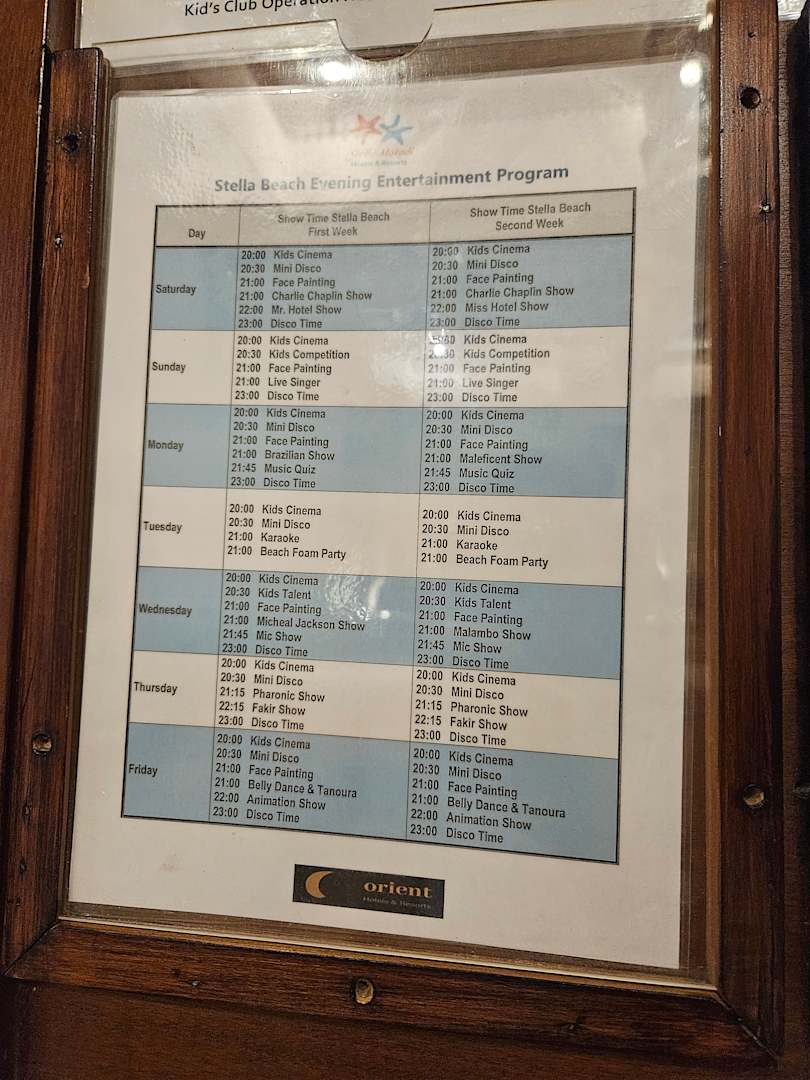 Kid's Club Operation
Stella Makadi
Hotels & Resorts
Stella Beach Evening Entertainment Program
Day
Show Time Stella Beach
First Week
Show Time Stella Beach
Second Week
Saturday
20:00 Kids Cinema
20:30 Mini Disco
21:00 Face Painting
21:00 Charlie Chaplin Show
22:00 Mr. Hotel Show
23:00 Disco Time
20:00 Kids Cinema
20:30 Mini Disco
21:00 Face Painting
21:00 Charlie Chaplin Show
22:00 Miss Hotel Show
23:00 Disco Time
Sunday
20:00 Kids Cinema
20:30 Kids Competition
21:00 Face Painting
21:00 Live Singer
23:00 Disco Time
Kids Cinema
Kids Competition
21:00 Face Painting
21:00 Live Singer
23:00 Disco Time
Monday
20:00 Kids Cinema
20:30 Mini Disco
21:00 Face Painting
21:00 Brazilian Show
21:45 Music Quiz
23:00 Disco Time
20:00 Kids Cinema
20:30 Mini Disco
21:00 Face Painting
21:00 Maleficent Show
21:45 Music Quiz
23:00 Disco Time
Tuesday
20:00 Kids Cinema
20:30 Mini Disco
21:00 Karaoke
21:00 Beach Foam Party
20:00 Kids Cinema
20:30 Mini Disco
21:00 Karaoke
21:00 Beach Foam Party
Wednesday
20:00 Kids Cinema
20:30 Kids Talent
21:00 Face Painting
21:00 Micheal Jackson Show
21:45 Mic Show
23:00 Disco Time
20:00 Kids Cinema
20:30 Kids Talent
21:00 Face Painting
21:00 Malambo Show
21:45 Mic Show
23:00 Disco Time
Thursday
20:00 Kids Cinema
20:30 Mini Disco
21:15 Pharonic Show
22:15 Fakir Show
23:00 Disco Time
20:00 Kids Cinema
20:30 Mini Disco
21:15 Pharonic Show
22:15 Fakir Show
23:00 Disco Time
Friday
20:00 Kids Cinema
20:30 Mini Disco
21:00 Face Painting
21:00 Belly Dance & Tanoura
22:00 Animation Show
23:00 Disco Time
20:00 Kids Cinema
20:30 Mini Disco
21:00 Face Painting
21:00 Belly Dance & Tanoura
22:00 Animation Show
23:00 Disco Time
orient
Hotels & Resorts